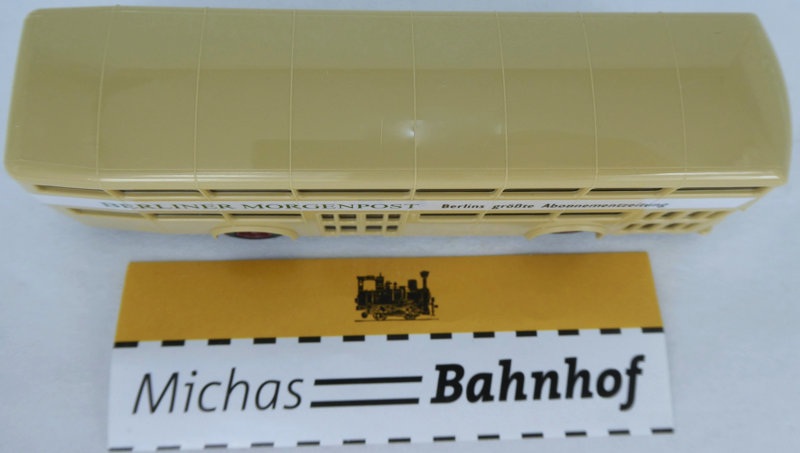 BERLINER MORGENPOST Berlins größte Abonnementzeitung
Michas Bahnhof